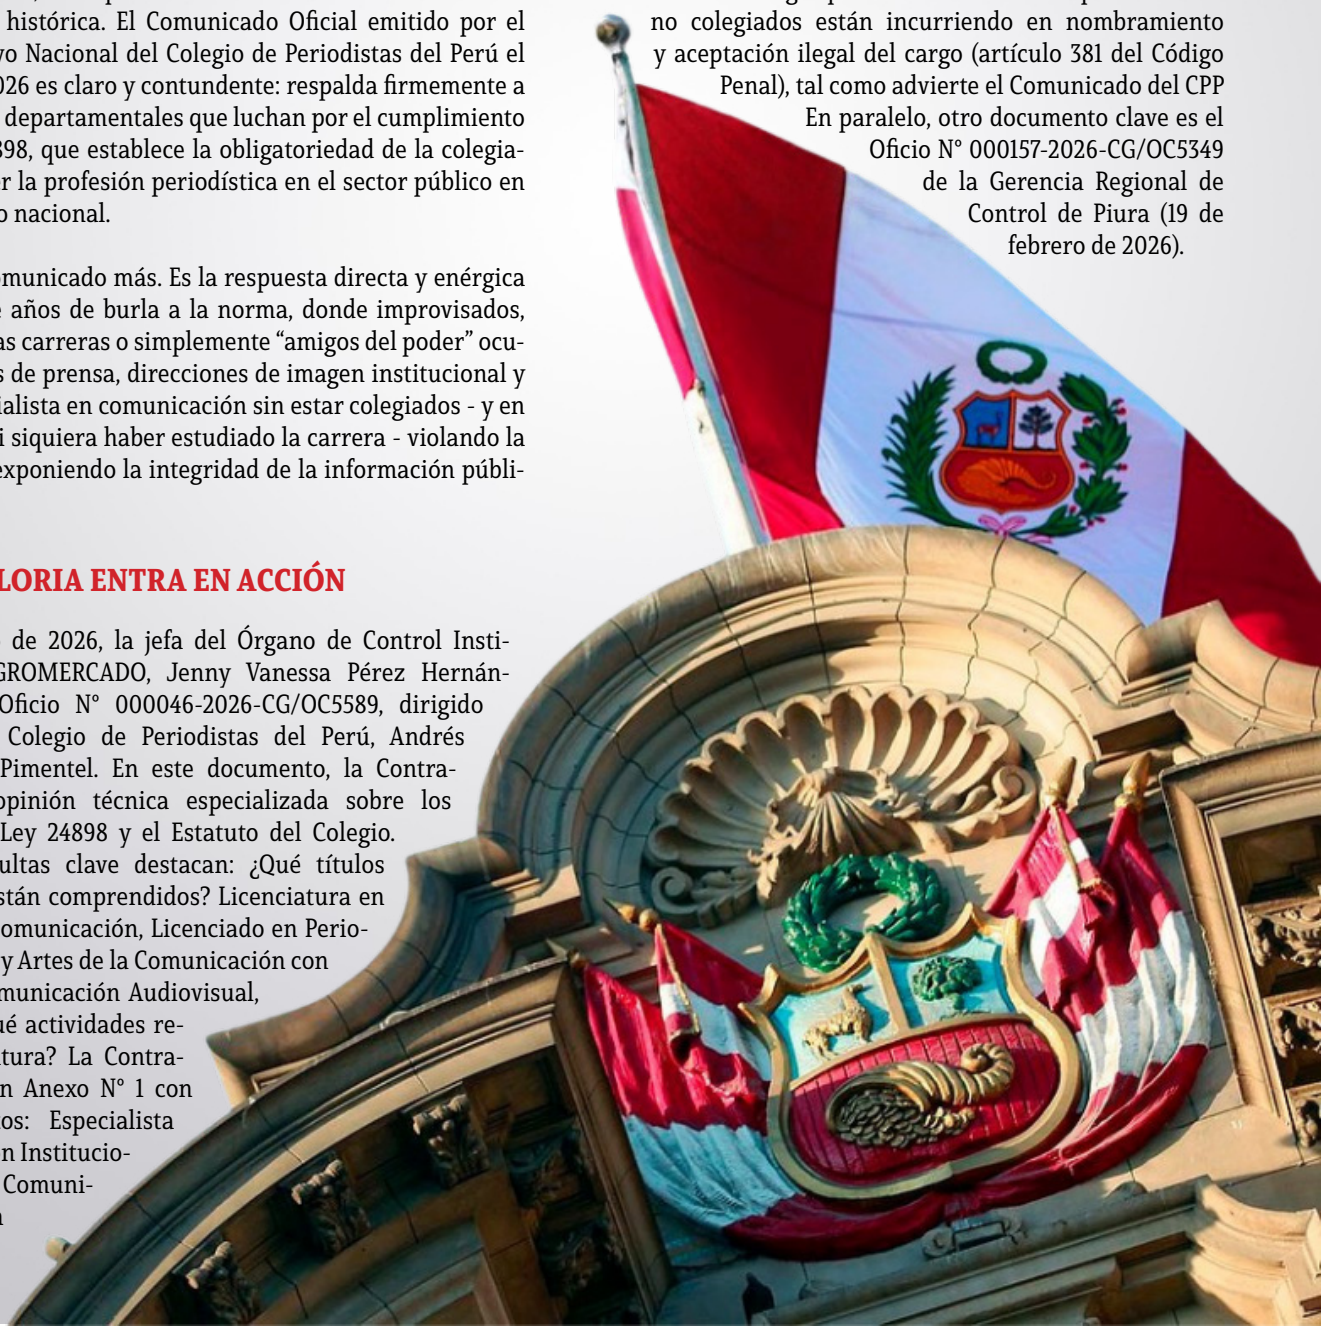 histórica. El Comunicado Oficial emitido por el
vo Nacional del Colegio de Periodistas del Perú el
026 es claro y contundente: respalda firmemente a
departamentales que luchan por el cumplimiento
898, que establece la obligatoriedad de la colegia-
er la profesión periodística en el sector público en
o nacional.
omunicado más. Es la respuesta directa y enérgica
e años de burla a la norma, donde improvisados,
as carreras o simplemente “amigos del poder” ocu-
s de prensa, direcciones de imagen institucional y
ialista en comunicación sin estar colegiados - y en
i siquiera haber estudiado la carrera - violando la
exponiendo la integridad de la información públi-
LORIA ENTRA EN ACCIÓN
de 2026, la jefa del Órgano de Control Insti-
GROMERCADO, Jenny Vanessa Pérez Hernán-
Oficio N° 000046-2026-CG/OC5589, dirigido
Colegio de Periodistas del Perú, Andrés
Pimentel. En este documento, la Contra-
opinión técnica especializada sobre los
Ley 24898 y el Estatuto del Colegio.
ultas clave destacan: ¿Qué títulos
stán comprendidos? Licenciatura en
omunicación, Licenciado en Perio-
y Artes de la Comunicación con
municación Audiovisual,
ué actividades re-
tura? La Contra-
n Anexo N° 1 con
os: Especialista
n Institucio-
Comuni-
no colegiados están incurriendo en nombramiento
y aceptación ilegal del cargo (artículo 381 del Código
Penal), tal como advierte el Comunicado del CPP
En paralelo, otro documento clave es el
Oficio N° 000157-2026-CG/OC5349
de la Gerencia Regional de
Control de Piura (19 de
febrero de 2026).